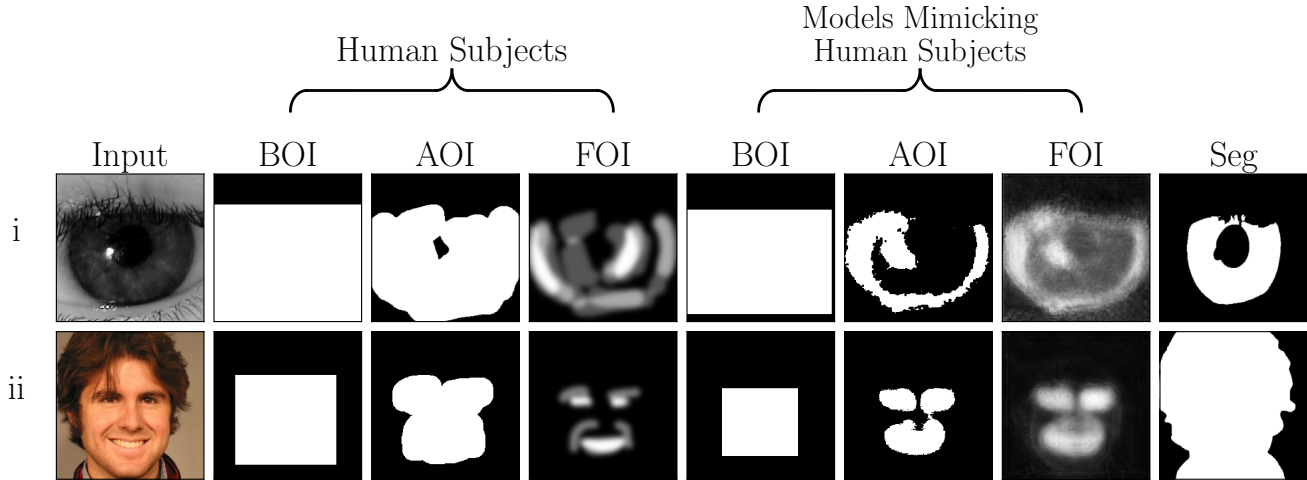 Models Mimicking
Human Subjects
Human Subjects
Input BOI AOI FOI BOI AOI FOI Seg
i
ii